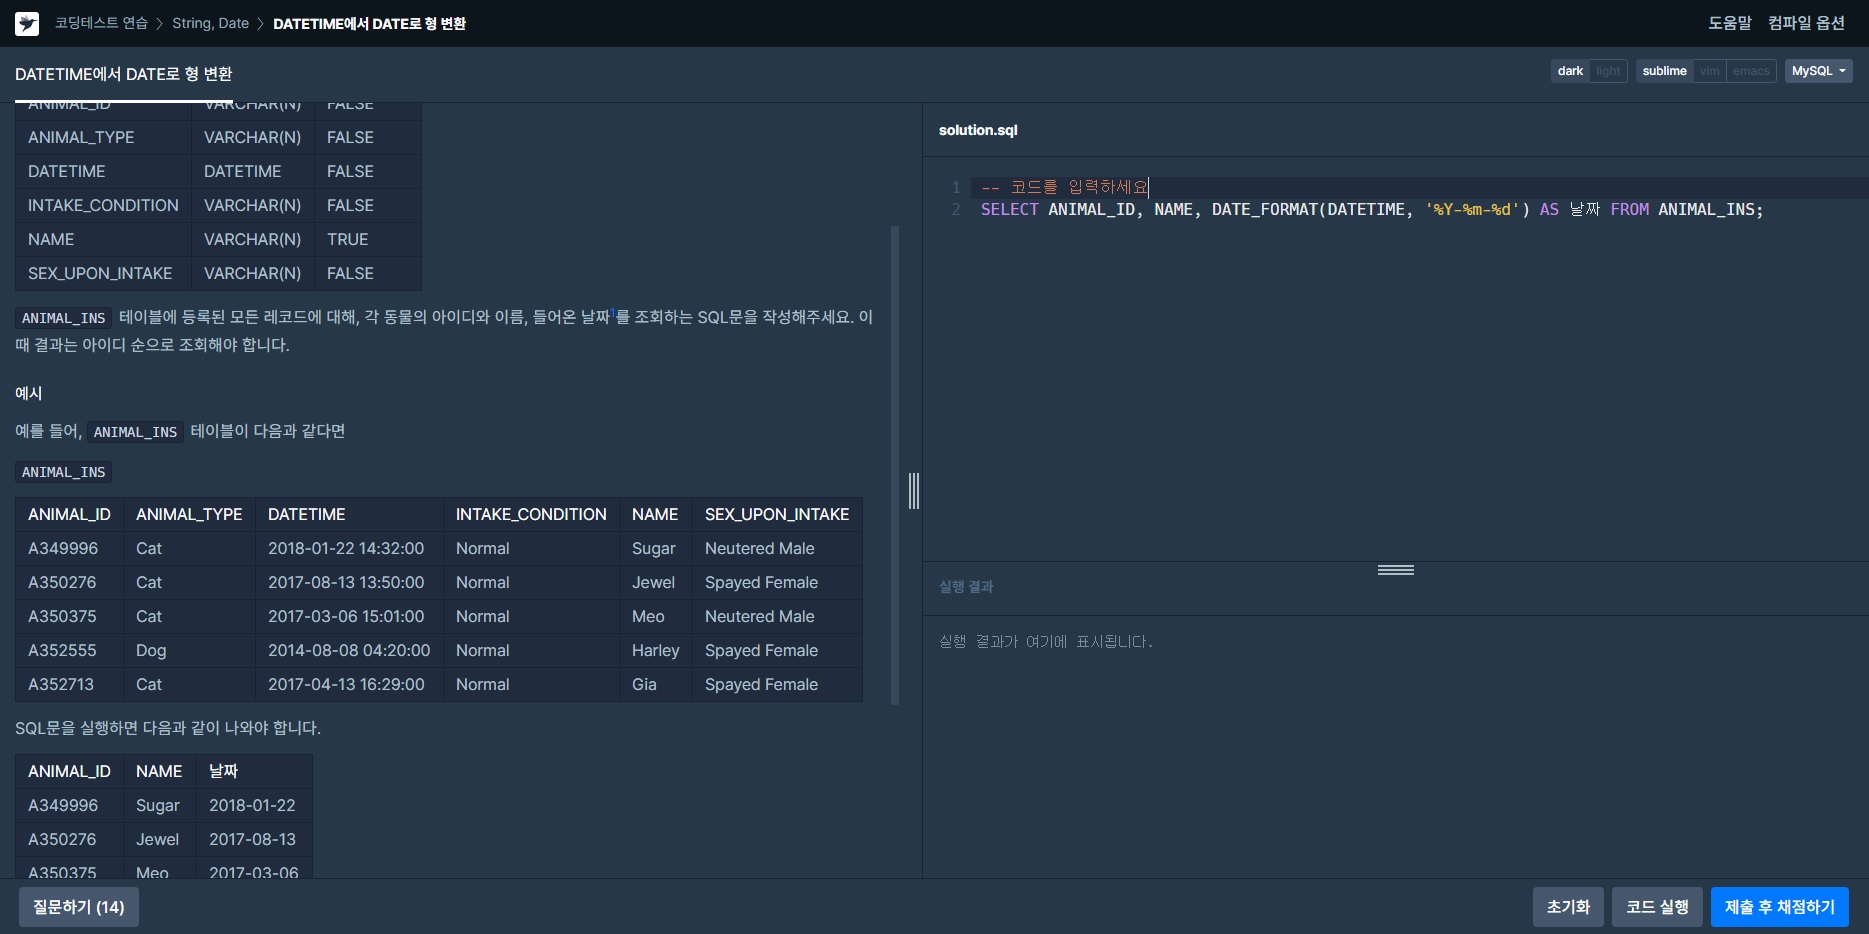 코딩테스트 연습 > String, Date > DATETIME에서 DATE로 형 변환
도움말 컴파일 옵션
DATETIME에서 DATE로 형 변환
dark light sublime vim emacs MySQL
ANIMAL_ID VARCHAR(N) FALSE
ANIMAL_TYPE VARCHAR(N) FALSE
DATETIME DATETIME FALSE
INTAKE_CONDITION VARCHAR(N) FALSE
NAME VARCHAR(N) TRUE
SEX_UPON_INTAKE VARCHAR(N) FALSE
ANIMAL_INS 테이블에 등록된 모든 레코드에 대해, 각 동물의 아이디와 이름, 들어온 날짜1를 조회하는 SQL문을 작성해주세요. 이
때 결과는 아이디 순으로 조회해야 합니다.
예시
예를 들어, ANIMAL_INS 테이블이 다음과 같다면
ANIMAL_INS
ANIMAL_ID ANIMAL_TYPE DATETIME INTAKE_CONDITION NAME SEX_UPON_INTAKE
A349996 Cat 2018-01-22 14:32:00 Normal Sugar Neutered Male
A350276 Cat 2017-08-13 13:50:00 Normal Jewel Spayed Female
A350375 Cat 2017-03-06 15:01:00 Normal Meo Neutered Male
A352555 Dog 2014-08-08 04:20:00 Normal Harley Spayed Female
A352713 Cat 2017-04-13 16:29:00 Normal Gia Spayed Female
SQL문을 실행하면 다음과 같이 나와야 합니다.
ANIMAL_ID NAME 날짜
A349996 Sugar 2018-01-22
A350276 Jewel 2017-08-13
A350375 Meo 2017-03-06
solution.sql
1 -- 코드를 입력하세요
2 SELECT ANIMAL_ID, NAME, DATE_FORMAT(DATETIME, '%Y-%m-%d') AS 날짜 FROM ANIMAL_INS;
실행 결과
실행 결과가 여기에 표시됩니다.
질문하기 (14)
초기화 코드 실행 제출 후 채점하기